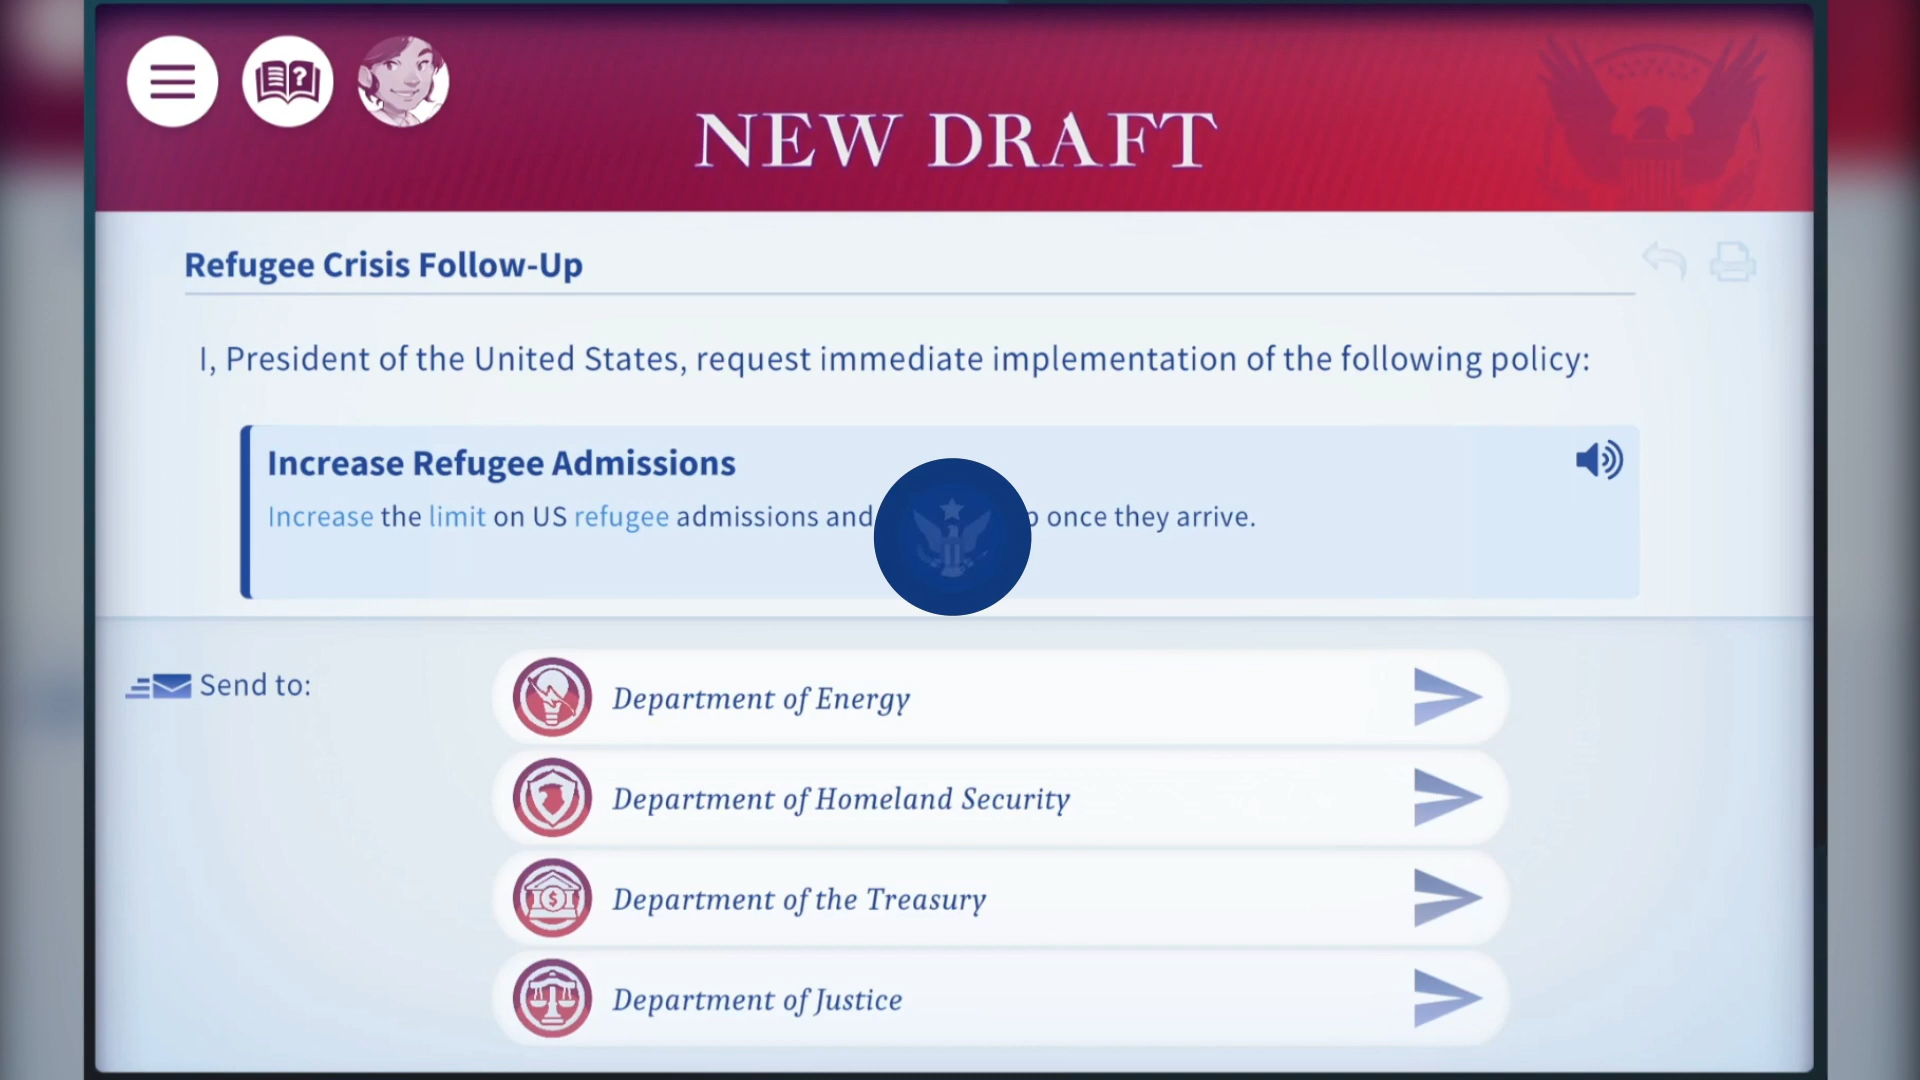 NEW DRAFT
Refugee Crisis Follow-Up
I, President of the United States, request immediate implementation of the following policy:
Increase Refugee Admissions
Increase the limit on US refugee admissions and once they arrive.
Send to:
Department of Energy
Department of Homeland Security
Department of the Treasury
Department of Justice